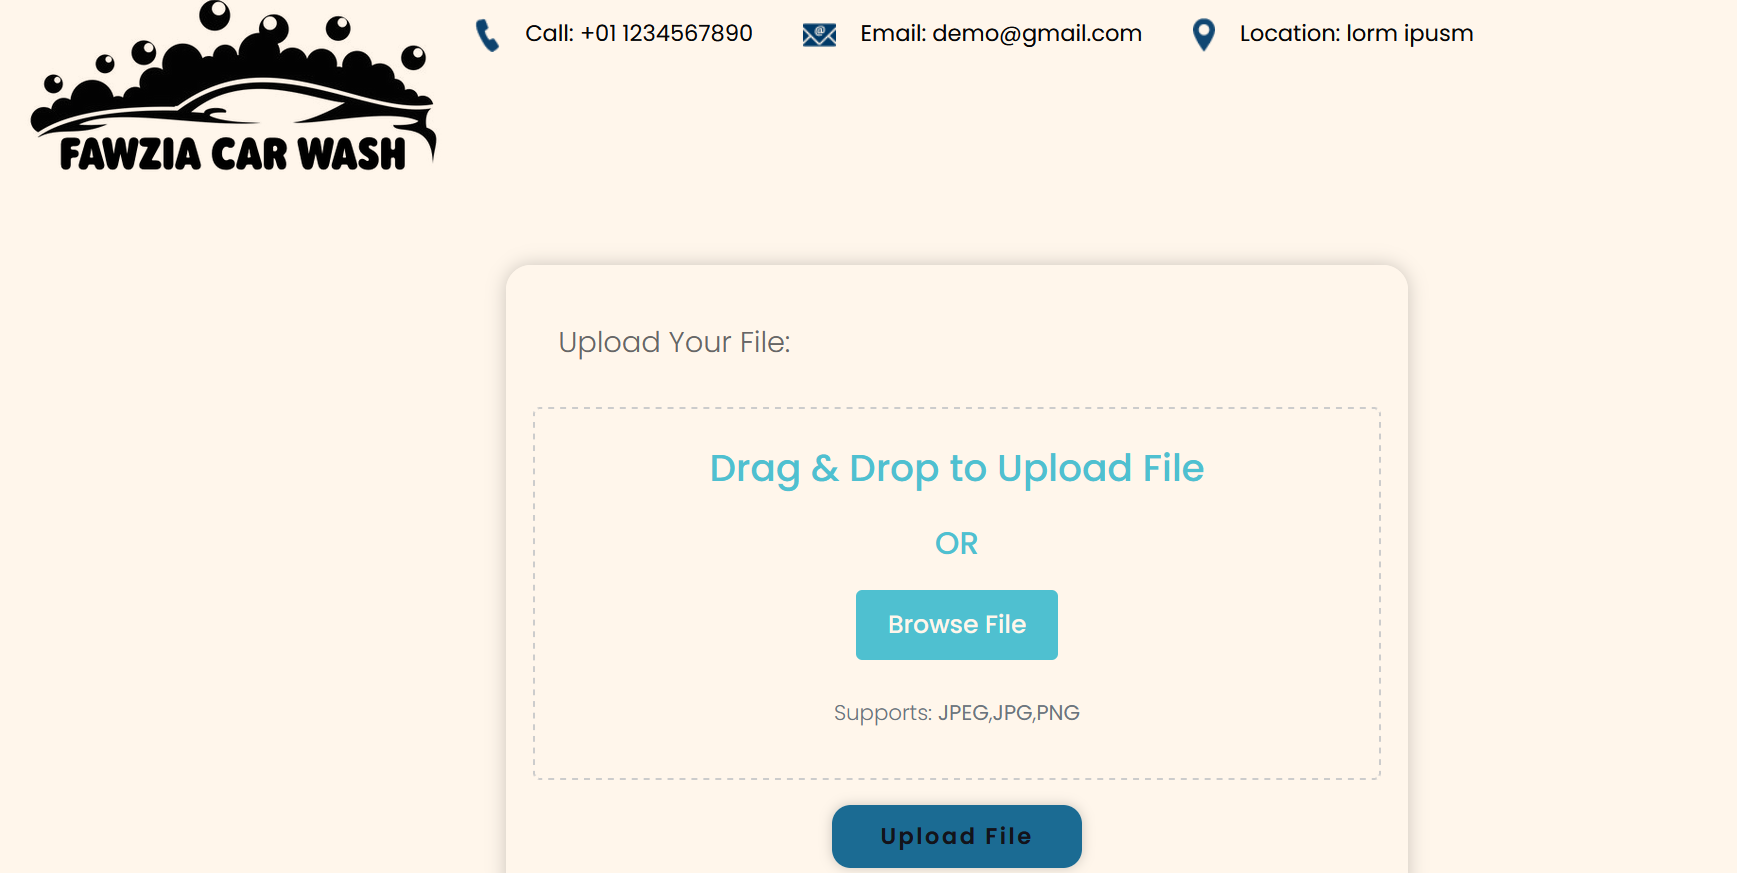 Call: +01 1234567890
Email: demo@gmail.com
Location: lorm ipusm
FAWZIA CAR WASH
Upload Your File:
Drag & Drop to Upload File
OR
Browse File
Supports: JPEG,JPG,PNG
Upload File